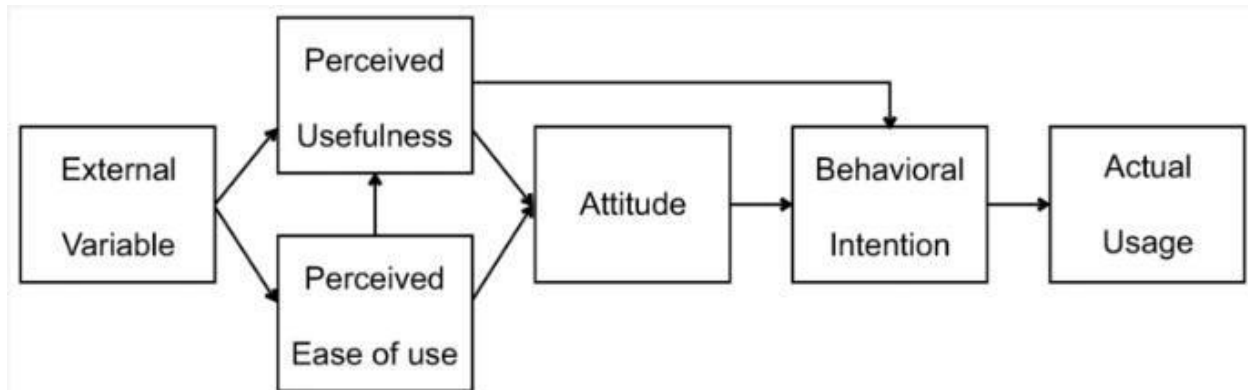 Perceived
Usefulness
External
Variable
Perceived
Ease of use
Attitude
Behavioral
Intention
Actual
Usage